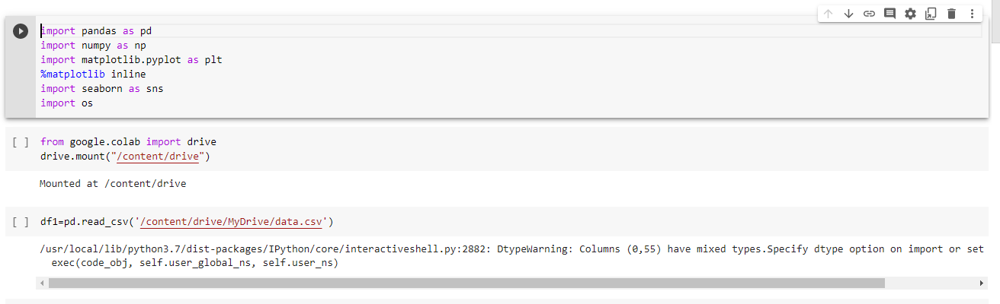 import pandas as pd
import numpy as np
import matplotlib.pyplot as plt
%matplotlib inline
import seaborn as sns
import os
[ ] from google.colab import drive
drive.mount("/content/drive")
Mounted at /content/drive
[ ] df1=pd.read_csv('/content/drive/MyDrive/data.csv')
/usr/local/lib/python3.7/dist-packages/IPython/core/interactiveshell.py:2882: DtypeWarning: Columns (0,55) have mixed types.Specify dtype option on import or set
exec(code_obj, self.user_global_ns, self.user_ns)